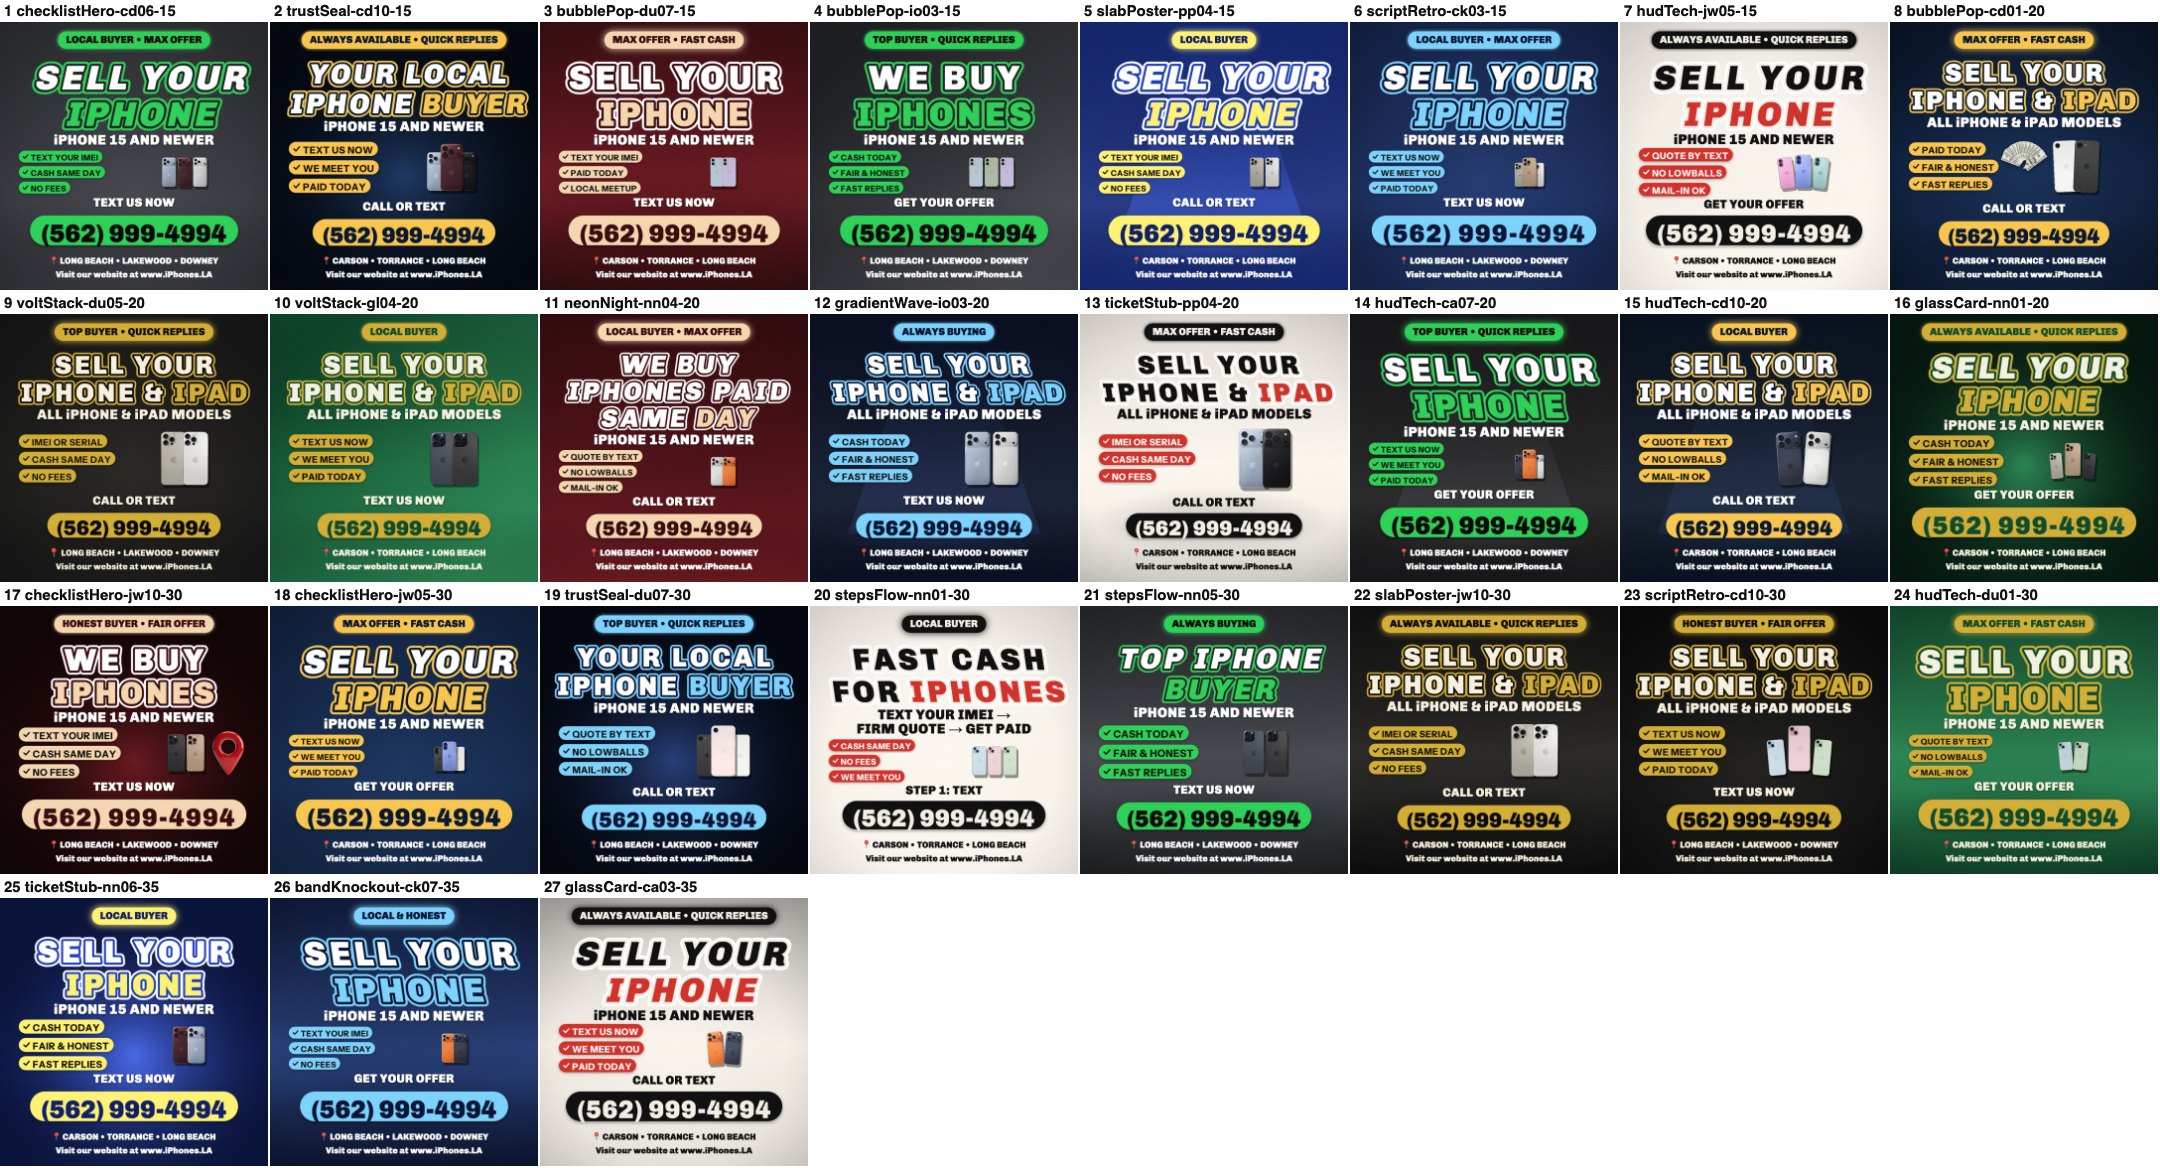 1 checklistHero-cd06-15
LOCAL BUYER • MAX OFFER
SELL YOUR
IPHONE
iPHONE 15 AND NEWER
✓ TEXT YOUR IMEI
✓ CASH SAME DAY
✓ NO FEES
TEXT US NOW
(562) 999-4994
📍 LONG BEACH • LAKEWOOD • DOWNEY
Visit our website at www.iPhones.LA
2 trustSeal-cd10-15
ALWAYS AVAILABLE • QUICK REPLIES
YOUR LOCAL
IPHONE BUYER
iPHONE 15 AND NEWER
✓ TEXT US NOW
✓ WE MEET YOU
✓ PAID TODAY
CALL OR TEXT
(562) 999-4994
📍 CARSON • TORRANCE • LONG BEACH
Visit our website at www.iPhones.LA
3 bubblePop-du07-15
MAX OFFER • FAST CASH
SELL YOUR
IPHONE
iPHONE 15 AND NEWER
✓ TEXT YOUR IMEI
✓ PAID TODAY
✓ LOCAL MEETUP
TEXT US NOW
(562) 999-4994
📍 CARSON • TORRANCE • LONG BEACH
Visit our website at www.iPhones.LA
4 bubblePop-io03-15
TOP BUYER • QUICK REPLIES
WE BUY
IPHONES
iPHONE 15 AND NEWER
✓ CASH TODAY
✓ FAIR & HONEST
✓ FAST REPLIES
GET YOUR OFFER
(562) 999-4994
📍 LONG BEACH • LAKEWOOD • DOWNEY
Visit our website at www.iPhones.LA
5 slabPoster-pp04-15
LOCAL BUYER
SELL YOUR
IPHONE
iPHONE 15 AND NEWER
✓ TEXT YOUR IMEI
✓ CASH SAME DAY
✓ NO FEES
CALL OR TEXT
(562) 999-4994
📍 CARSON • TORRANCE • LONG BEACH
Visit our website at www.iPhones.LA
6 scriptRetro-ck03-15
LOCAL BUYER • MAX OFFER
SELL YOUR
IPHONE
iPHONE 15 AND NEWER
✓ TEXT US NOW
✓ WE MEET YOU
✓ PAID TODAY
TEXT US NOW
(562) 999-4994
📍 LONG BEACH • LAKEWOOD • DOWNEY
Visit our website at www.iPhones.LA
7 hudTech-jw05-15
ALWAYS AVAILABLE • QUICK REPLIES
SELL YOUR
IPHONE
iPHONE 15 AND NEWER
✓ QUOTE BY TEXT
✓ NO LOWBALLS
✓ MAIL-IN OK
GET YOUR OFFER
(562) 999-4994
📍 CARSON • TORRANCE • LONG BEACH
Visit our website at www.iPhones.LA
8 bubblePop-cd01-20
MAX OFFER • FAST CASH
SELL YOUR
IPHONE & IPAD
ALL iPHONE & iPAD MODELS
✓ PAID TODAY
✓ FAIR & HONEST
✓ FAST REPLIES
CALL OR TEXT
(562) 999-4994
📍 LONG BEACH • LAKEWOOD • DOWNEY
Visit our website at www.iPhones.LA
9 voltStack-du05-20
TOP BUYER • QUICK REPLIES
SELL YOUR
IPHONE & IPAD
ALL iPHONE & iPAD MODELS
✓ IMEI OR SERIAL
✓ CASH SAME DAY
✓ NO FEES
CALL OR TEXT
(562) 999-4994
📍 LONG BEACH • LAKEWOOD • DOWNEY
Visit our website at www.iPhones.LA
10 voltStack-gl04-20
LOCAL BUYER
SELL YOUR
IPHONE & IPAD
ALL iPHONE & iPAD MODELS
✓ TEXT US NOW
✓ WE MEET YOU
✓ PAID TODAY
TEXT US NOW
(562) 999-4994
📍 CARSON • TORRANCE • LONG BEACH
Visit our website at www.iPhones.LA
11 neonNight-nn04-20
LOCAL BUYER • MAX OFFER
WE BUY
IPHONES PAID
SAME DAY
iPHONE 15 AND NEWER
✓ QUOTE BY TEXT
✓ NO LOWBALLS
✓ MAIL-IN OK
CALL OR TEXT
(562) 999-4994
📍 LONG BEACH • LAKEWOOD • DOWNEY
Visit our website at www.iPhones.LA
12 gradientWave-io03-20
ALWAYS BUYING
SELL YOUR
IPHONE & IPAD
ALL iPHONE & iPAD MODELS
✓ CASH TODAY
✓ FAIR & HONEST
✓ FAST REPLIES
TEXT US NOW
(562) 999-4994
📍 LONG BEACH • LAKEWOOD • DOWNEY
Visit our website at www.iPhones.LA
13 ticketStub-pp04-20
MAX OFFER • FAST CASH
SELL YOUR
IPHONE & IPAD
ALL iPHONE & iPAD MODELS
✓ IMEI OR SERIAL
✓ CASH SAME DAY
✓ NO FEES
CALL OR TEXT
(562) 999-4994
📍 CARSON • TORRANCE • LONG BEACH
Visit our website at www.iPhones.LA
14 hudTech-ca07-20
TOP BUYER • QUICK REPLIES
SELL YOUR
IPHONE
iPHONE 15 AND NEWER
✓ TEXT US NOW
✓ WE MEET YOU
✓ PAID TODAY
GET YOUR OFFER
(562) 999-4994
📍 LONG BEACH • LAKEWOOD • DOWNEY
Visit our website at www.iPhones.LA
15 hudTech-cd10-20
LOCAL BUYER
SELL YOUR
IPHONE & IPAD
ALL iPHONE & iPAD MODELS
✓ QUOTE BY TEXT
✓ NO LOWBALLS
✓ MAIL-IN OK
CALL OR TEXT
(562) 999-4994
📍 CARSON • TORRANCE • LONG BEACH
Visit our website at www.iPhones.LA
16 glassCard-nn01-20
ALWAYS AVAILABLE • QUICK REPLIES
SELL YOUR
IPHONE
iPHONE 15 AND NEWER
✓ CASH TODAY
✓ FAIR & HONEST
✓ FAST REPLIES
GET YOUR OFFER
(562) 999-4994
📍 CARSON • TORRANCE • LONG BEACH
Visit our website at www.iPhones.LA
17 checklistHero-jw10-30
HONEST BUYER • FAIR OFFER
WE BUY
IPHONES
iPHONE 15 AND NEWER
✓ TEXT YOUR IMEI
✓ CASH SAME DAY
✓ NO FEES
TEXT US NOW
(562) 999-4994
📍 LONG BEACH • LAKEWOOD • DOWNEY
Visit our website at www.iPhones.LA
18 checklistHero-jw05-30
MAX OFFER • FAST CASH
SELL YOUR
IPHONE
iPHONE 15 AND NEWER
✓ TEXT US NOW
✓ WE MEET YOU
✓ PAID TODAY
GET YOUR OFFER
(562) 999-4994
📍 CARSON • TORRANCE • LONG BEACH
Visit our website at www.iPhones.LA
19 trustSeal-du07-30
TOP BUYER • QUICK REPLIES
YOUR LOCAL
IPHONE BUYER
iPHONE 15 AND NEWER
✓ QUOTE BY TEXT
✓ NO LOWBALLS
✓ MAIL-IN OK
CALL OR TEXT
(562) 999-4994
📍 LONG BEACH • LAKEWOOD • DOWNEY
Visit our website at www.iPhones.LA
20 stepsFlow-nn01-30
LOCAL BUYER
FAST CASH
FOR IPHONES
TEXT YOUR IMEI →
FIRM QUOTE → GET PAID
✓ CASH SAME DAY
✓ NO FEES
✓ WE MEET YOU
STEP 1: TEXT
(562) 999-4994
📍 CARSON • TORRANCE • LONG BEACH
Visit our website at www.iPhones.LA
21 stepsFlow-nn05-30
ALWAYS BUYING
TOP IPHONE
BUYER
iPHONE 15 AND NEWER
✓ CASH TODAY
✓ FAIR & HONEST
✓ FAST REPLIES
TEXT US NOW
(562) 999-4994
📍 LONG BEACH • LAKEWOOD • DOWNEY
Visit our website at www.iPhones.LA
22 slabPoster-jw10-30
ALWAYS AVAILABLE • QUICK REPLIES
SELL YOUR
IPHONE & IPAD
ALL iPHONE & iPAD MODELS
✓ IMEI OR SERIAL
✓ CASH SAME DAY
✓ NO FEES
CALL OR TEXT
(562) 999-4994
📍 CARSON • TORRANCE • LONG BEACH
Visit our website at www.iPhones.LA
23 scriptRetro-cd10-30
HONEST BUYER • FAIR OFFER
SELL YOUR
IPHONE & IPAD
ALL iPHONE & iPAD MODELS
✓ TEXT US NOW
✓ WE MEET YOU
✓ PAID TODAY
TEXT US NOW
(562) 999-4994
📍 LONG BEACH • LAKEWOOD • DOWNEY
Visit our website at www.iPhones.LA
24 hudTech-du01-30
MAX OFFER • FAST CASH
SELL YOUR
IPHONE
iPHONE 15 AND NEWER
✓ QUOTE BY TEXT
✓ NO LOWBALLS
✓ MAIL-IN OK
GET YOUR OFFER
(562) 999-4994
📍 CARSON • TORRANCE • LONG BEACH
Visit our website at www.iPhones.LA
25 ticketStub-nn06-35
LOCAL BUYER
SELL YOUR
IPHONE
iPHONE 15 AND NEWER
✓ CASH TODAY
✓ FAIR & HONEST
✓ FAST REPLIES
TEXT US NOW
(562) 999-4994
📍 CARSON • TORRANCE • LONG BEACH
Visit our website at www.iPhones.LA
26 bandKnockout-ck07-35
LOCAL & HONEST
SELL YOUR
IPHONE
iPHONE 15 AND NEWER
✓ TEXT YOUR IMEI
✓ CASH SAME DAY
✓ NO FEES
GET YOUR OFFER
(562) 999-4994
📍 LONG BEACH • LAKEWOOD • DOWNEY
Visit our website at www.iPhones.LA
27 glassCard-ca03-35
ALWAYS AVAILABLE • QUICK REPLIES
SELL YOUR
IPHONE
iPHONE 15 AND NEWER
✓ TEXT US NOW
✓ WE MEET YOU
✓ PAID TODAY
CALL OR TEXT
(562) 999-4994
📍 CARSON • TORRANCE • LONG BEACH
Visit our website at www.iPhones.LA